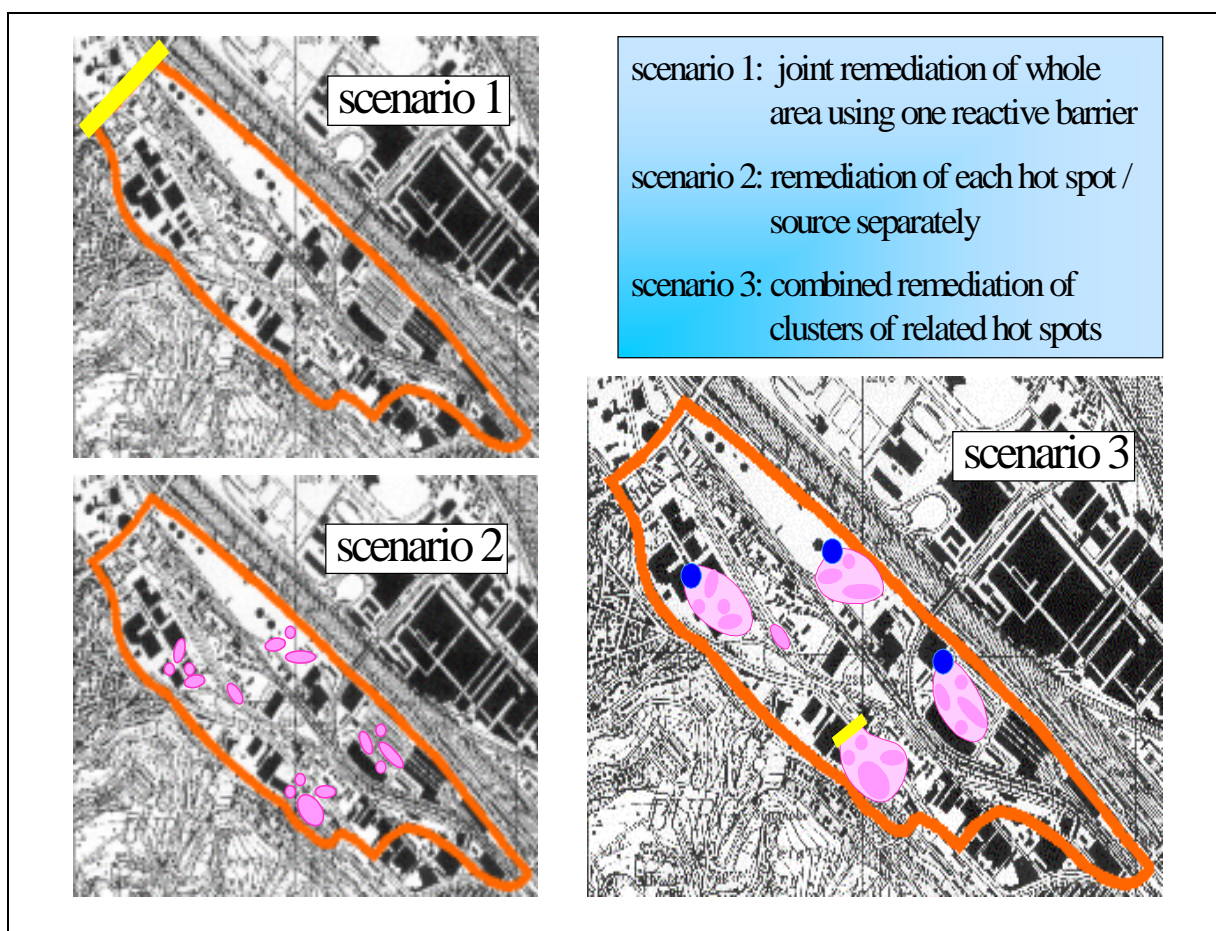 scenario 1
scenario 1: joint remediation of whole
area using one reactive barrier
scenario 2: remediation of each hot spot /
source separately
scenario 3: combined remediation of
clusters of related hot spots
scenario 2
scenario 3